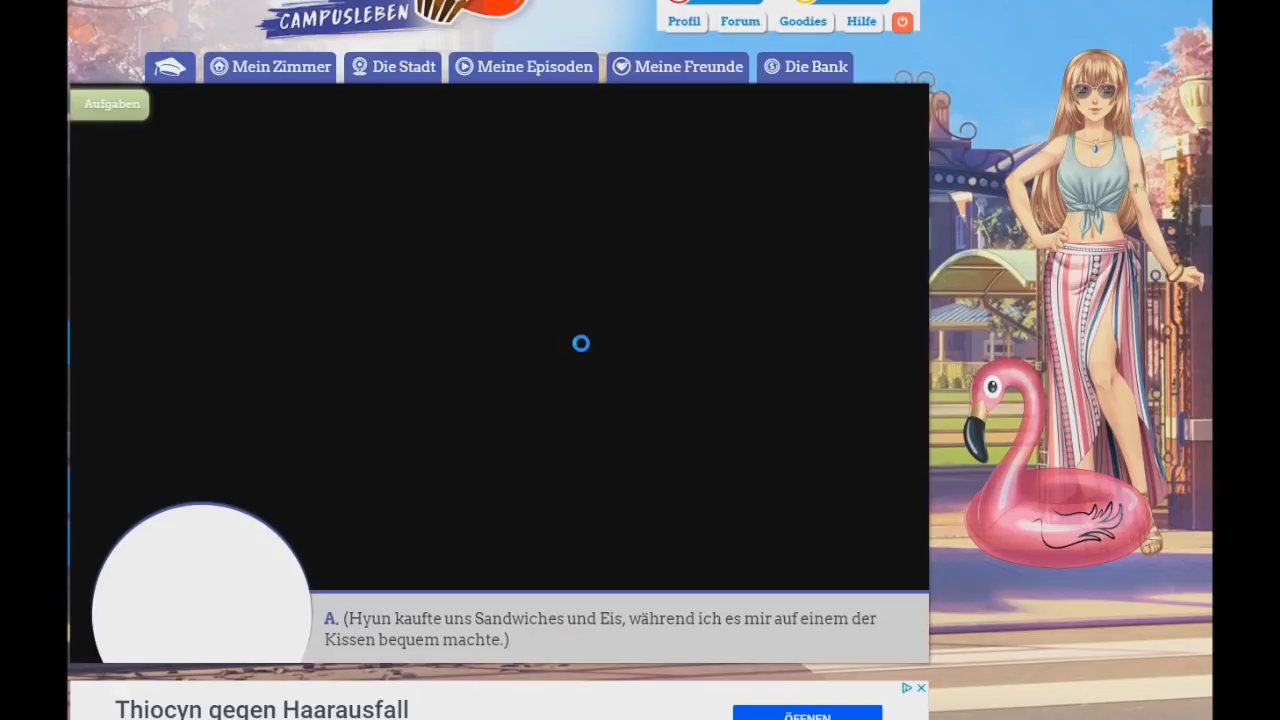 CAMPUSLEBEN
Profil
Forum
Goodies
Hilfe
Mein Zimmer
Die Stadt
Meine Episoden
Meine Freunde
Die Bank
Aufgaben
A. (Hyun kaufte uns Sandwiches und Eis, während ich es mir auf einem der
Kissen bequem machte.)
Thiocyn gegen Haarausfall
ÖFFNEN